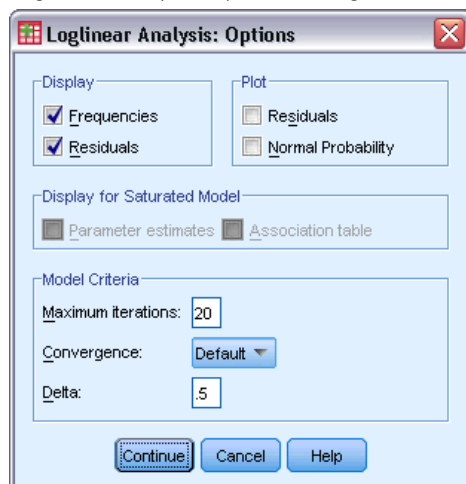 Loglinear Analysis: Options
Display
Frequencies
Residuals
Plot
Residuals
Normal Probability
Display for Saturated Model
Parameter estimates Association table
Model Criteria
Maximum iterations: 20
Convergence: Default
Delta: .5
Continue Cancel Help